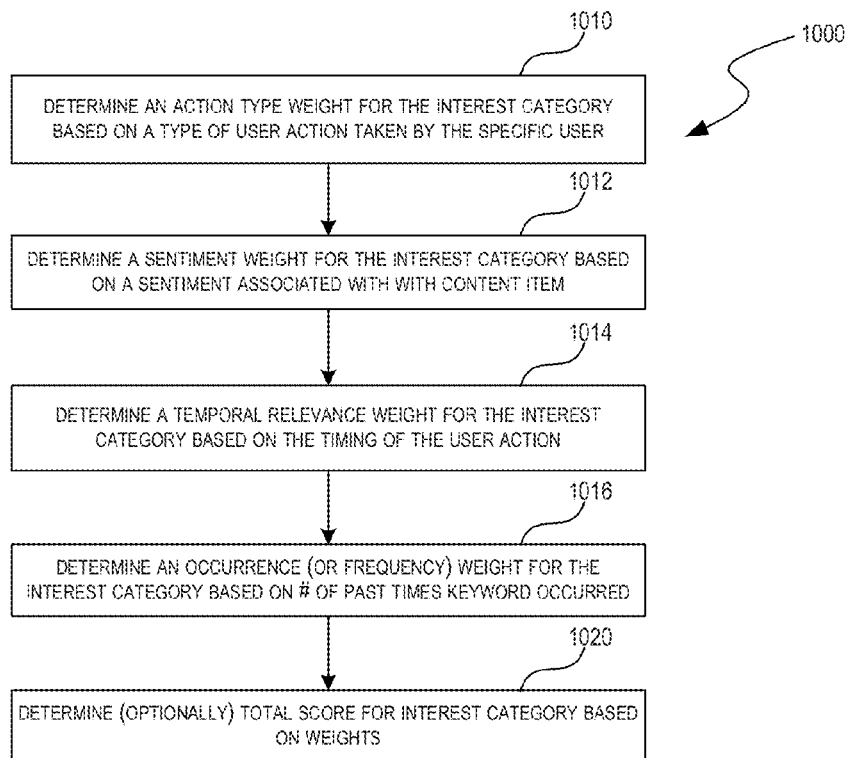 1010
1000
DETERMINE AN ACTION TYPE WEIGHT FOR THE INTEREST CATEGORY
BASED ON A TYPE OF USER ACTION TAKEN BY THE SPECIFIC USER
1012
DETERMINE A SENTIMENT WEIGHT FOR THE INTEREST CATEGORY BASED
ON A SENTIMENT ASSOCIATED WITH WITH CONTENT ITEM
1014
DETERMINE A TEMPORAL RELEVANCE WEIGHT FOR THE INTEREST
CATEGORY BASED ON THE TIMING OF THE USER ACTION
1016
DETERMINE AN OCCURRENCE (OR FREQUENCY) WEIGHT FOR THE
INTEREST CATEGORY BASED ON # OF PAST TIMES KEYWORD OCCURRED
1020
DETERMINE (OPTIONALLY) TOTAL SCORE FOR INTEREST CATEGORY BASED
ON WEIGHTS